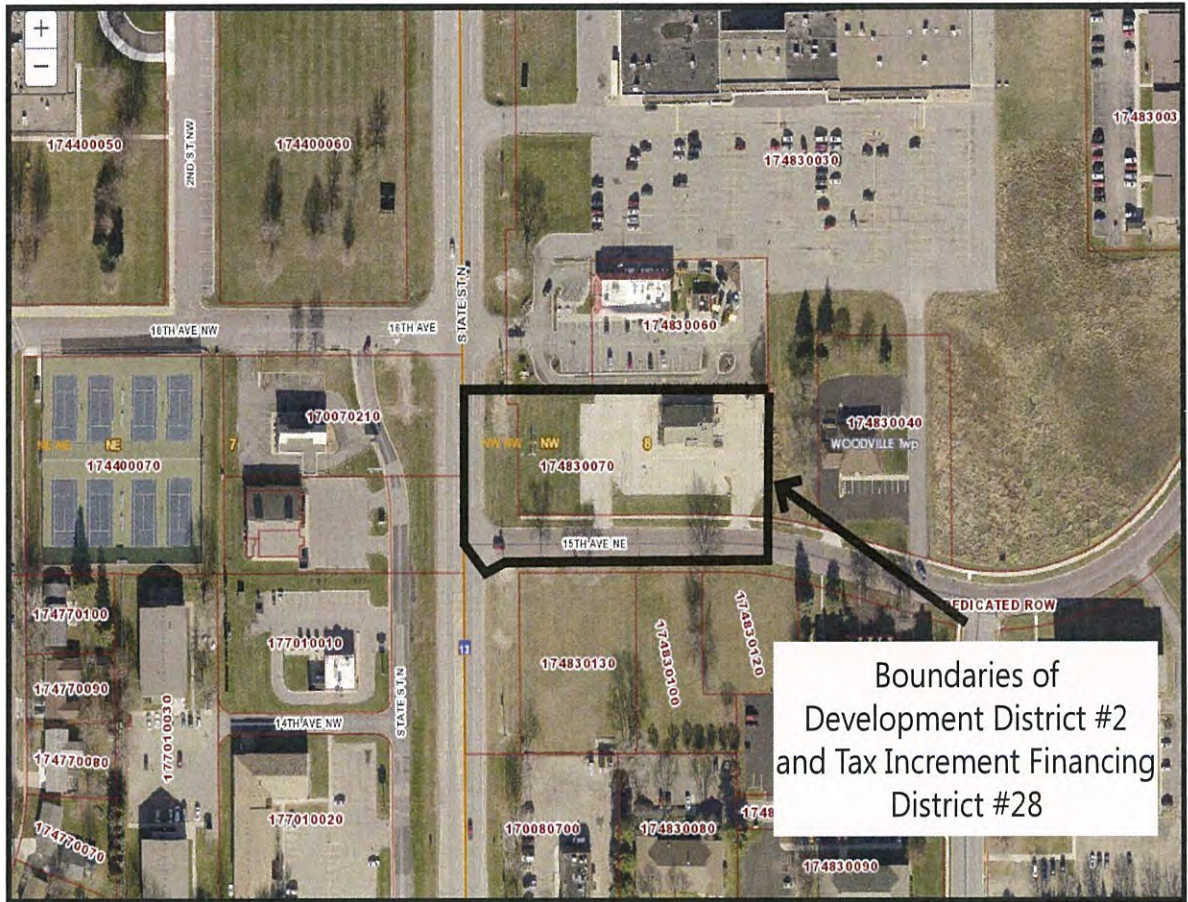 +
−
174400050
2ND ST NW
174400060
STATE ST N
174830030
17483003
16TH AVE NW
16TH AVE
174830060
170070210
NE NE
NE
174400070
7
NW NW
NW
8
174830070
174830040
WOODVILLE Twp
15TH AVE NE
DEDICATED ROW
174770100
174770090
174770080
174770070
177010030
177010010
14TH AVE NW
STATE ST N
177010020
13
174830130
174830100
174830120
170080700
174830080
1748
174830090
Boundaries of
Development District #2
and Tax Increment Financing
District #28